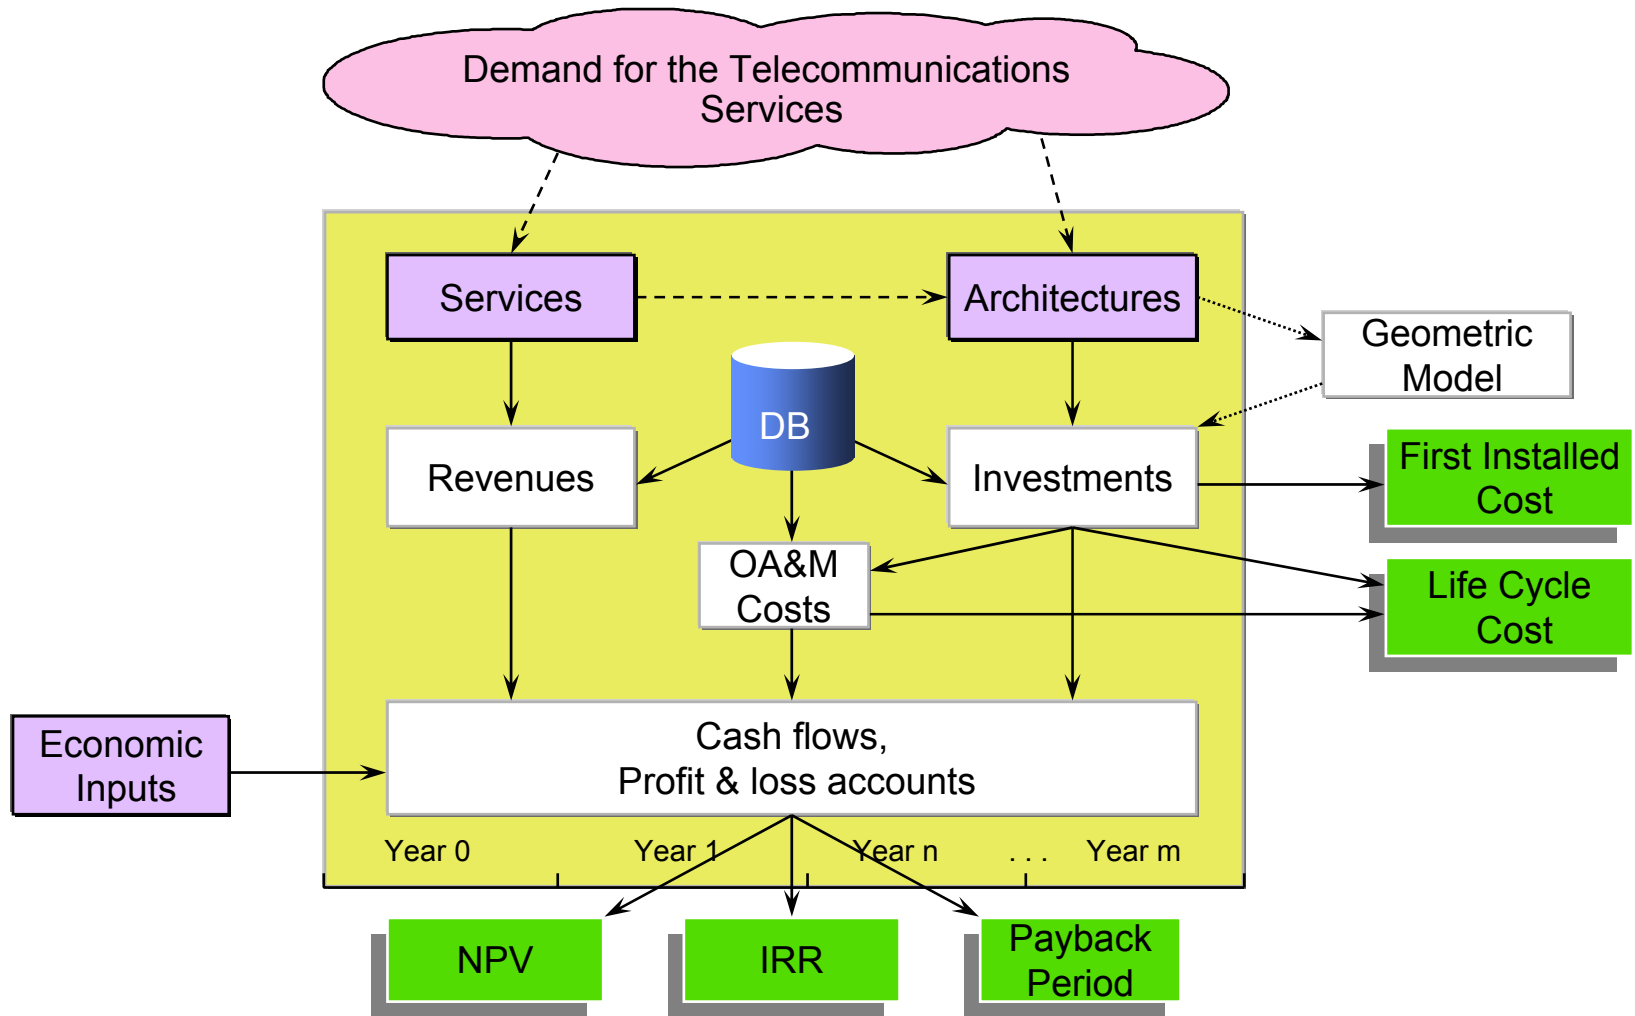 Demand for the Telecommunications
Services
Services
Architectures
Geometric
Model
DB
Revenues
Investments
First Installed
Cost
OA&M
Costs
Life Cycle
Cost
Economic
Inputs
Cash flows,
Profit & loss accounts
Year 0
Year 1
Year n
. . .
Year m
NPV
IRR
Payback
Period